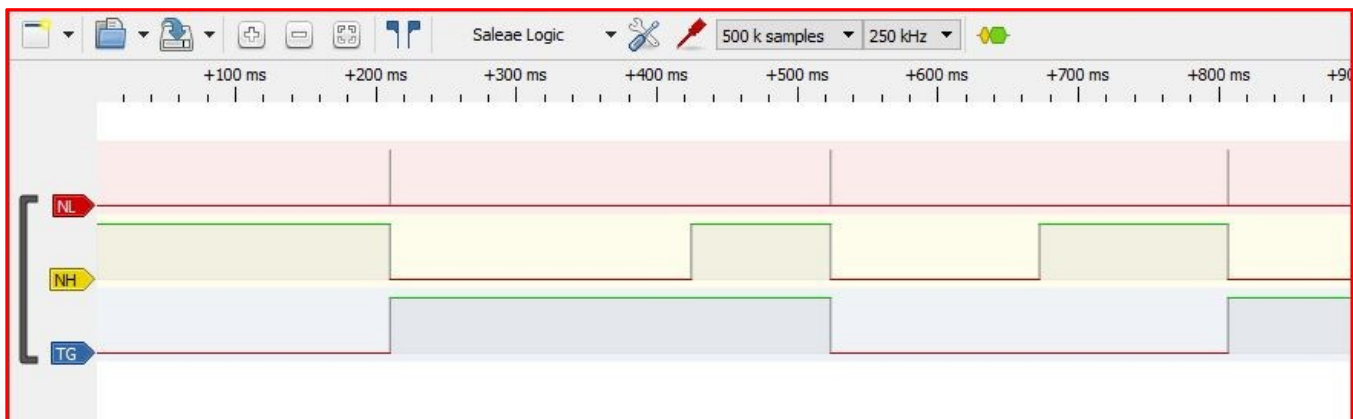 Saleae Logic 500 k samples 250 kHz
+100 ms +200 ms +300 ms +400 ms +500 ms +600 ms +700 ms +800 ms +90
NL
NH
TG